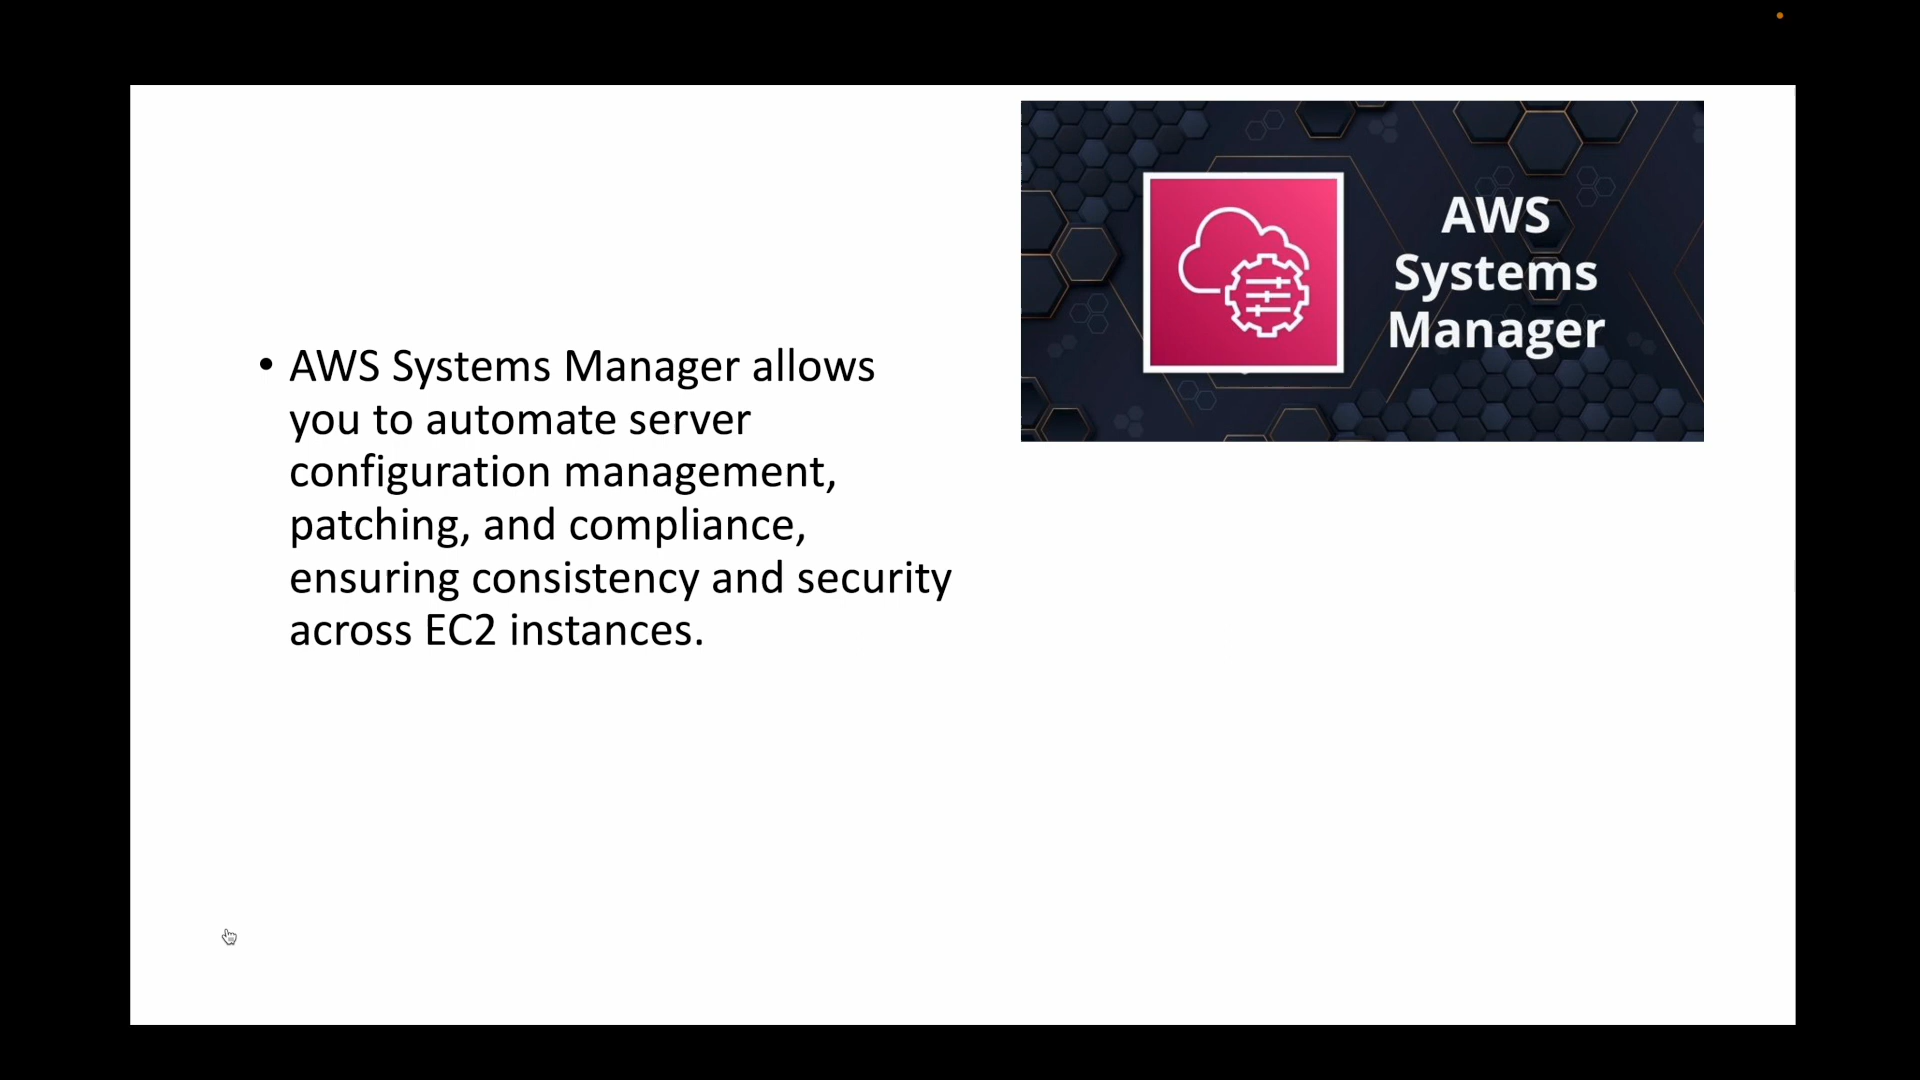 • AWS Systems Manager allows
you to automate server
configuration management,
patching, and compliance,
ensuring consistency and security
across EC2 instances.
AWS
Systems
Manager